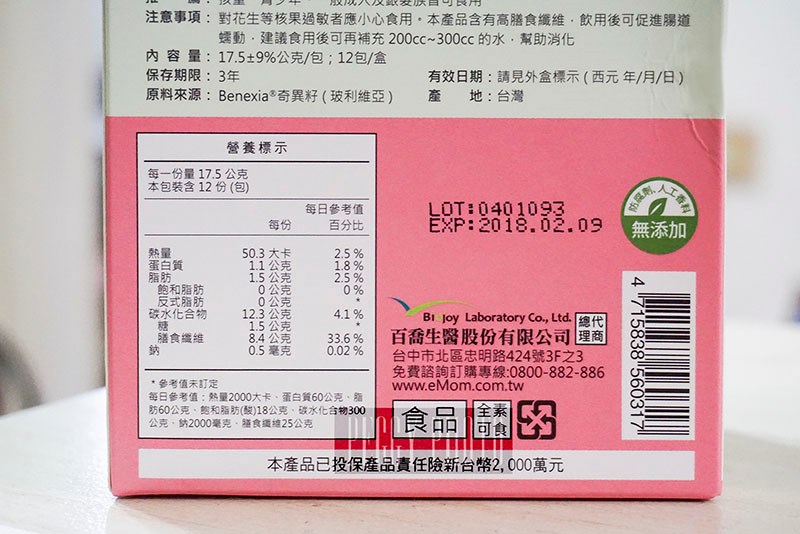 注意事項：對花生等核果過敏者應小心食用。本產品含有高膳食纖維，飲用後可促進腸道
蠕動，建議食用後可再補充 200cc~300cc 的水，幫助消化
內 容 量：17.5±9%公克/包；12包/盒
保存期限：3年
有效日期：請見外盒標示 ( 西元 年/月/日 )
原料來源：Benexia®奇異籽 ( 玻利維亞 )
產 地：台灣
營養標示
每一份量 17.5 公克
本包裝含 12 份 (包)
每日參考值
每份 百分比
熱量 50.3 大卡 2.5 %
蛋白質 1.1 公克 1.8 %
脂肪 1.5 公克 2.5 %
飽和脂肪 0 公克 0 %
反式脂肪 0 公克 *
碳水化合物 12.3 公克 4.1 %
糖 1.5 公克 *
膳食纖維 8.4 公克 33.6 %
鈉 0.5 毫克 0.02 %
* 參考值未訂定
每日參考值：熱量2000大卡、蛋白質60公克、脂
肪60公克、飽和脂肪(酸)18公克、碳水化合物300
公克、鈉2000毫克、膳食纖維25公克
LOT:0401093
EXP:2018.02.09
防腐劑、人工香料
無添加
Biojoy Laboratory Co., Ltd.
百喬生醫股份有限公司
總代
理商
台中市北區忠明路424號3F之3
免費諮詢訂購專線:0800-882-886
www.eMom.com.tw
食品
全素
可食
4 715838 560317
本產品已投保產品責任險新台幣2,000萬元